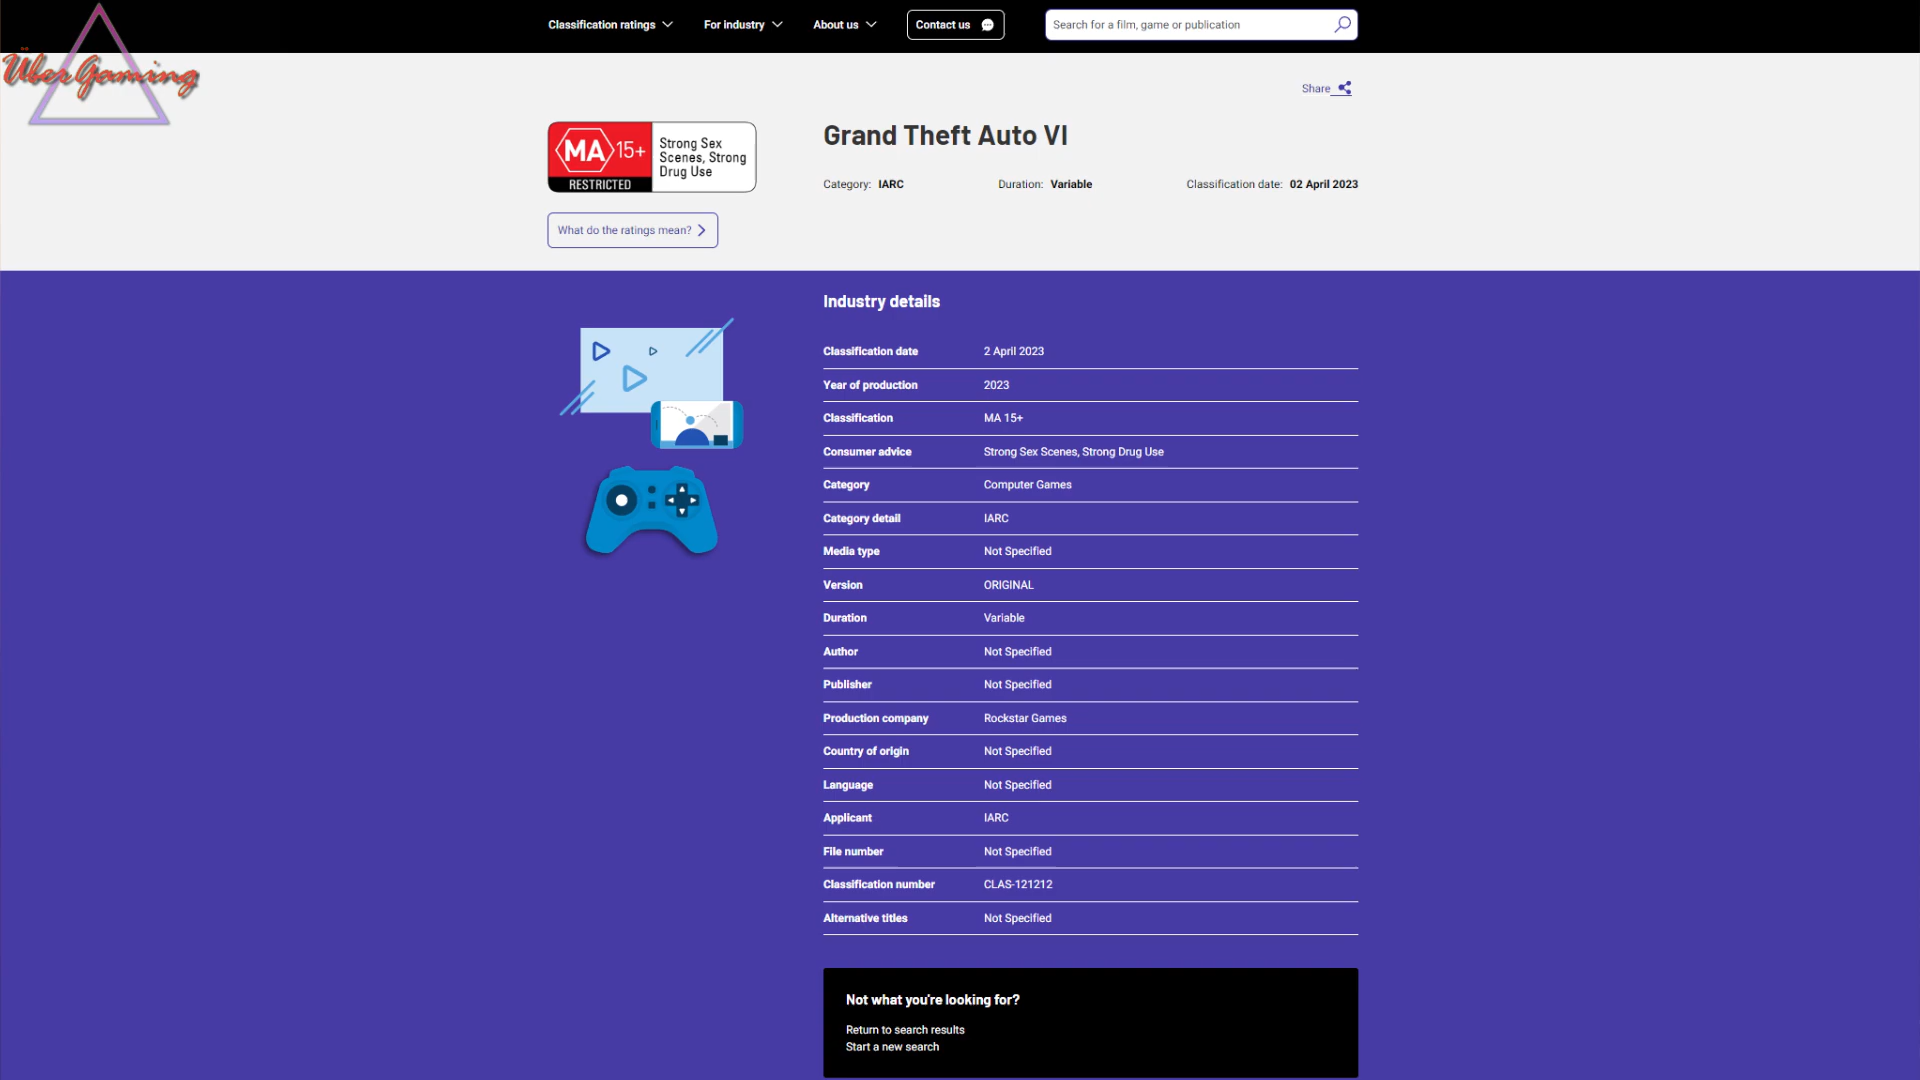 Classification ratings
For industry
About us
Contact us
Search for a film, game or publication
ÜberGaming
Share
MA 15+
RESTRICTED
Strong Sex
Scenes, Strong
Drug Use
Grand Theft Auto VI
Category: IARC
Duration: Variable
Classification date: 02 April 2023
What do the ratings mean?
Industry details
Classification date 2 April 2023
Year of production 2023
Classification MA 15+
Consumer advice Strong Sex Scenes, Strong Drug Use
Category Computer Games
Category detail IARC
Media type Not Specified
Version ORIGINAL
Duration Variable
Author Not Specified
Publisher Not Specified
Production company Rockstar Games
Country of origin Not Specified
Language Not Specified
Applicant IARC
File number Not Specified
Classification number CLAS-121212
Alternative titles Not Specified
Not what you're looking for?
Return to search results
Start a new search